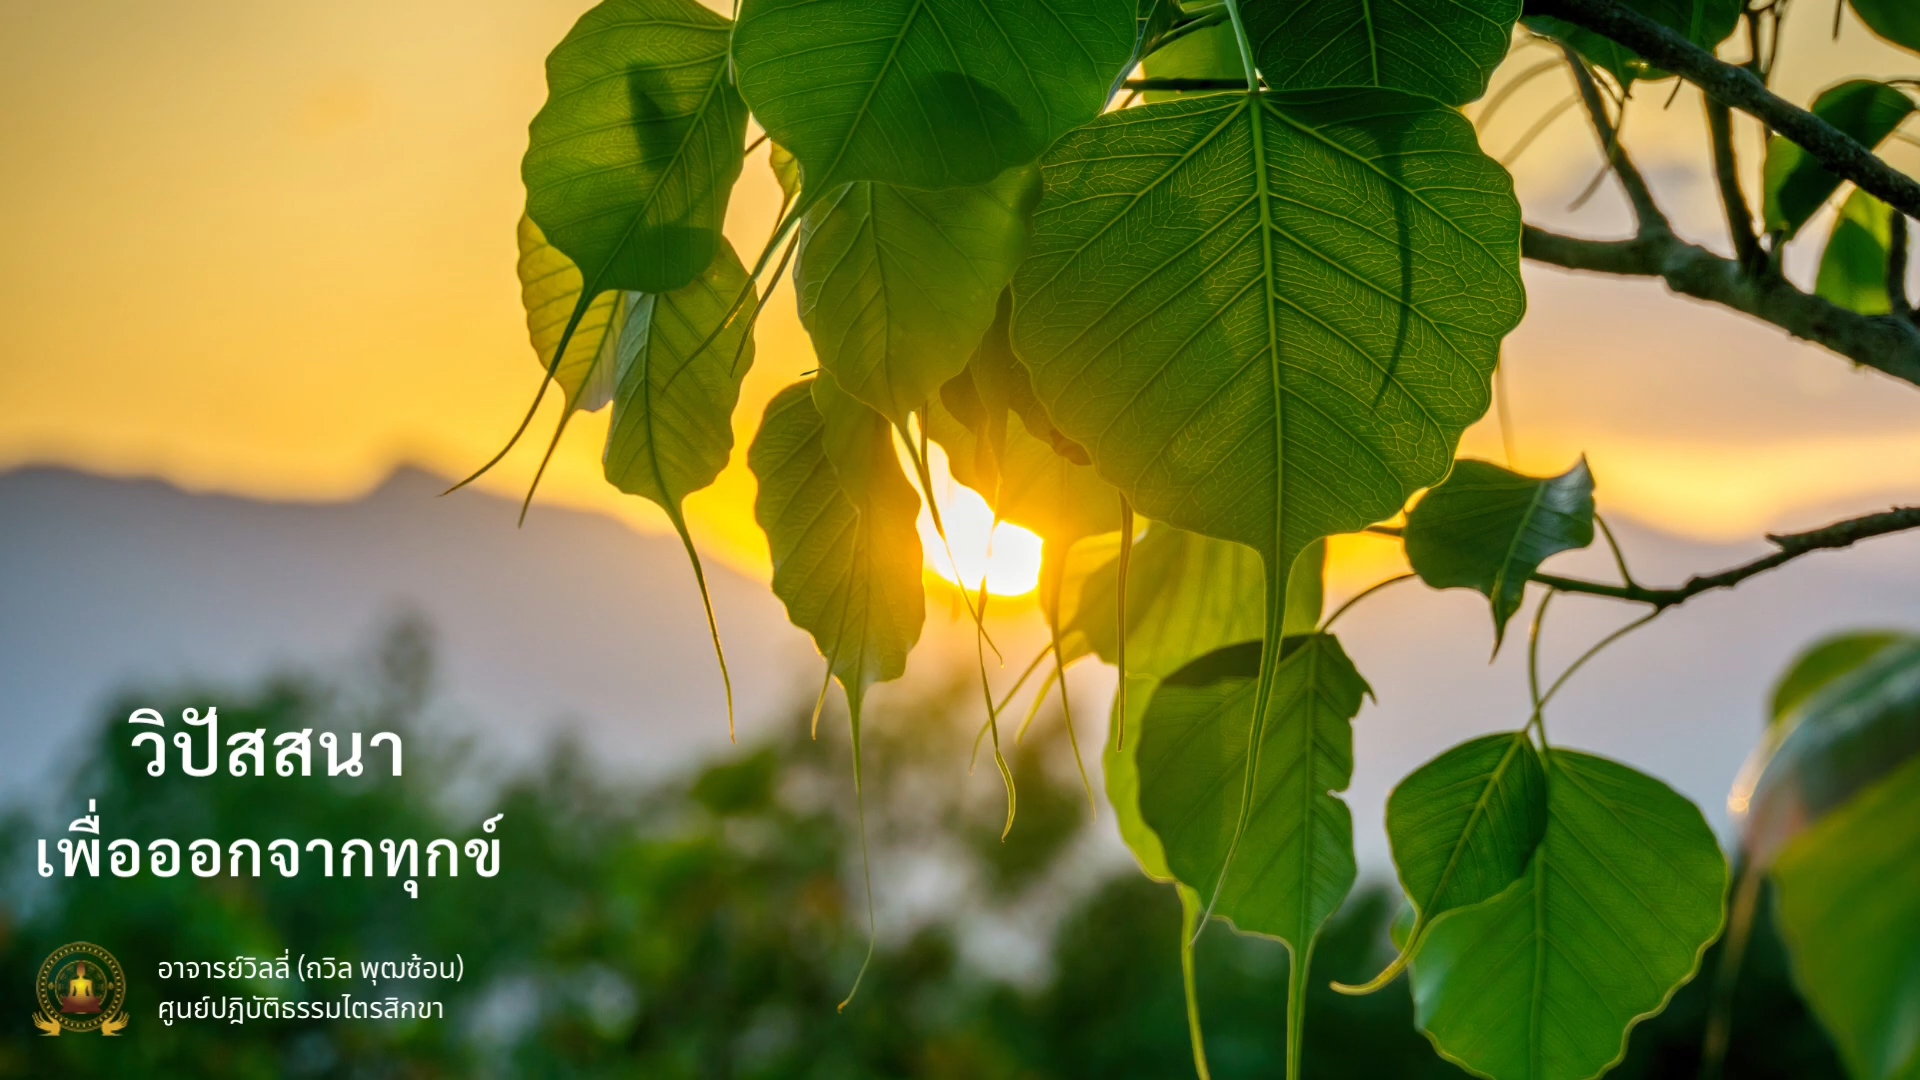 วิปัสสนา
เพื่อออกจากทุกข์
อาจารย์วิลลี่ (ถวิล พุฒซ้อน)
ศูนย์ปฎิบัติธรรมไตรสิกขา